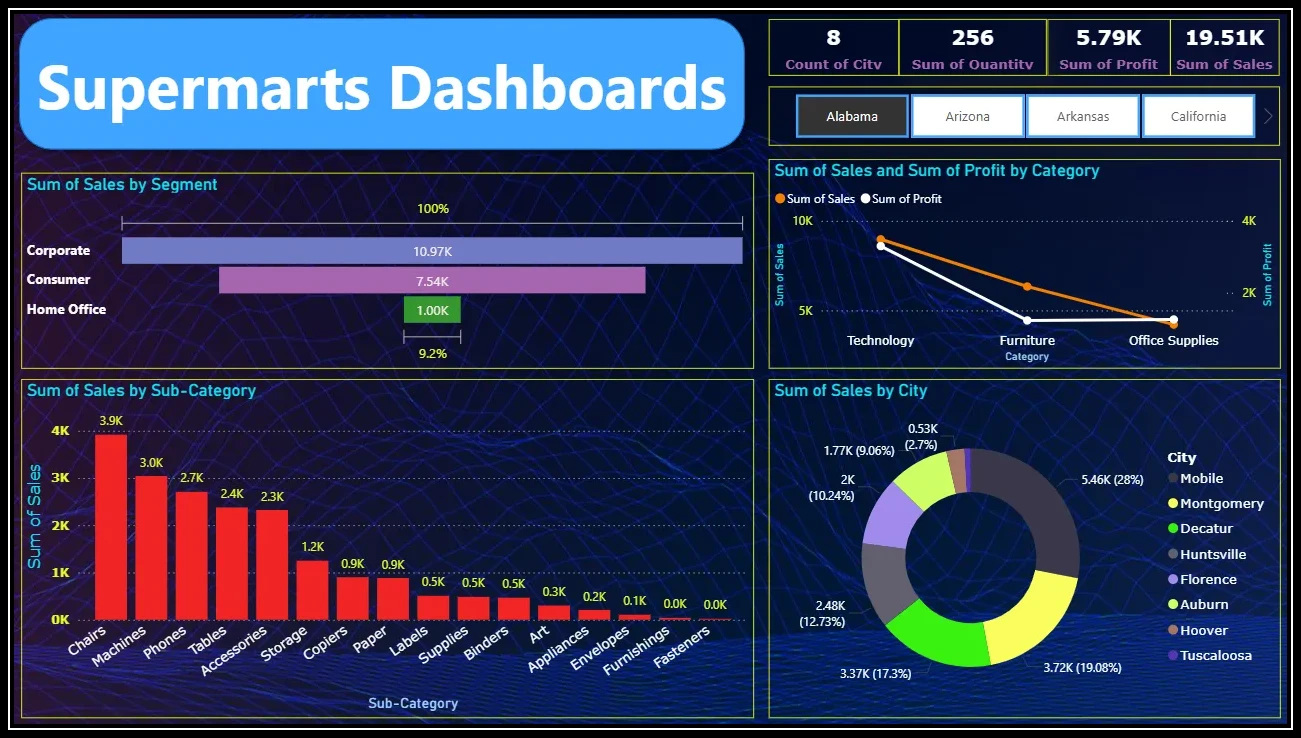 Supermarts Dashboards
8
Count of City
256
Sum of Quantity
5.79K
Sum of Profit
19.51K
Sum of Sales
Alabama
Arizona
Arkansas
California
Sum of Sales by Segment
100%
Corporate
10.97K
Consumer
7.54K
Home Office
1.00K
9.2%
Sum of Sales and Sum of Profit by Category
Sum of Sales
Sum of Profit
10K
5K
4K
2K
Sum of Sales
Sum of Profit
Technology
Furniture
Office Supplies
Category
Sum of Sales by Sub-Category
Sum of Sales
4K
3K
2K
1K
0K
3.9K
3.0K
2.7K
2.4K
2.3K
1.2K
0.9K
0.9K
0.5K
0.5K
0.5K
0.3K
0.2K
0.1K
0.0K
0.0K
Chairs
Machines
Phones
Tables
Accessories
Storage
Copiers
Paper
Labels
Supplies
Binders
Art
Appliances
Envelopes
Furnishings
Fasteners
Sub-Category
Sum of Sales by City
0.53K
(2.7%)
1.77K (9.06%)
2K
(10.24%)
2.48K
(12.73%)
3.37K (17.3%)
3.72K (19.08%)
5.46K (28%)
City
Mobile
Montgomery
Decatur
Huntsville
Florence
Auburn
Hoover
Tuscaloosa